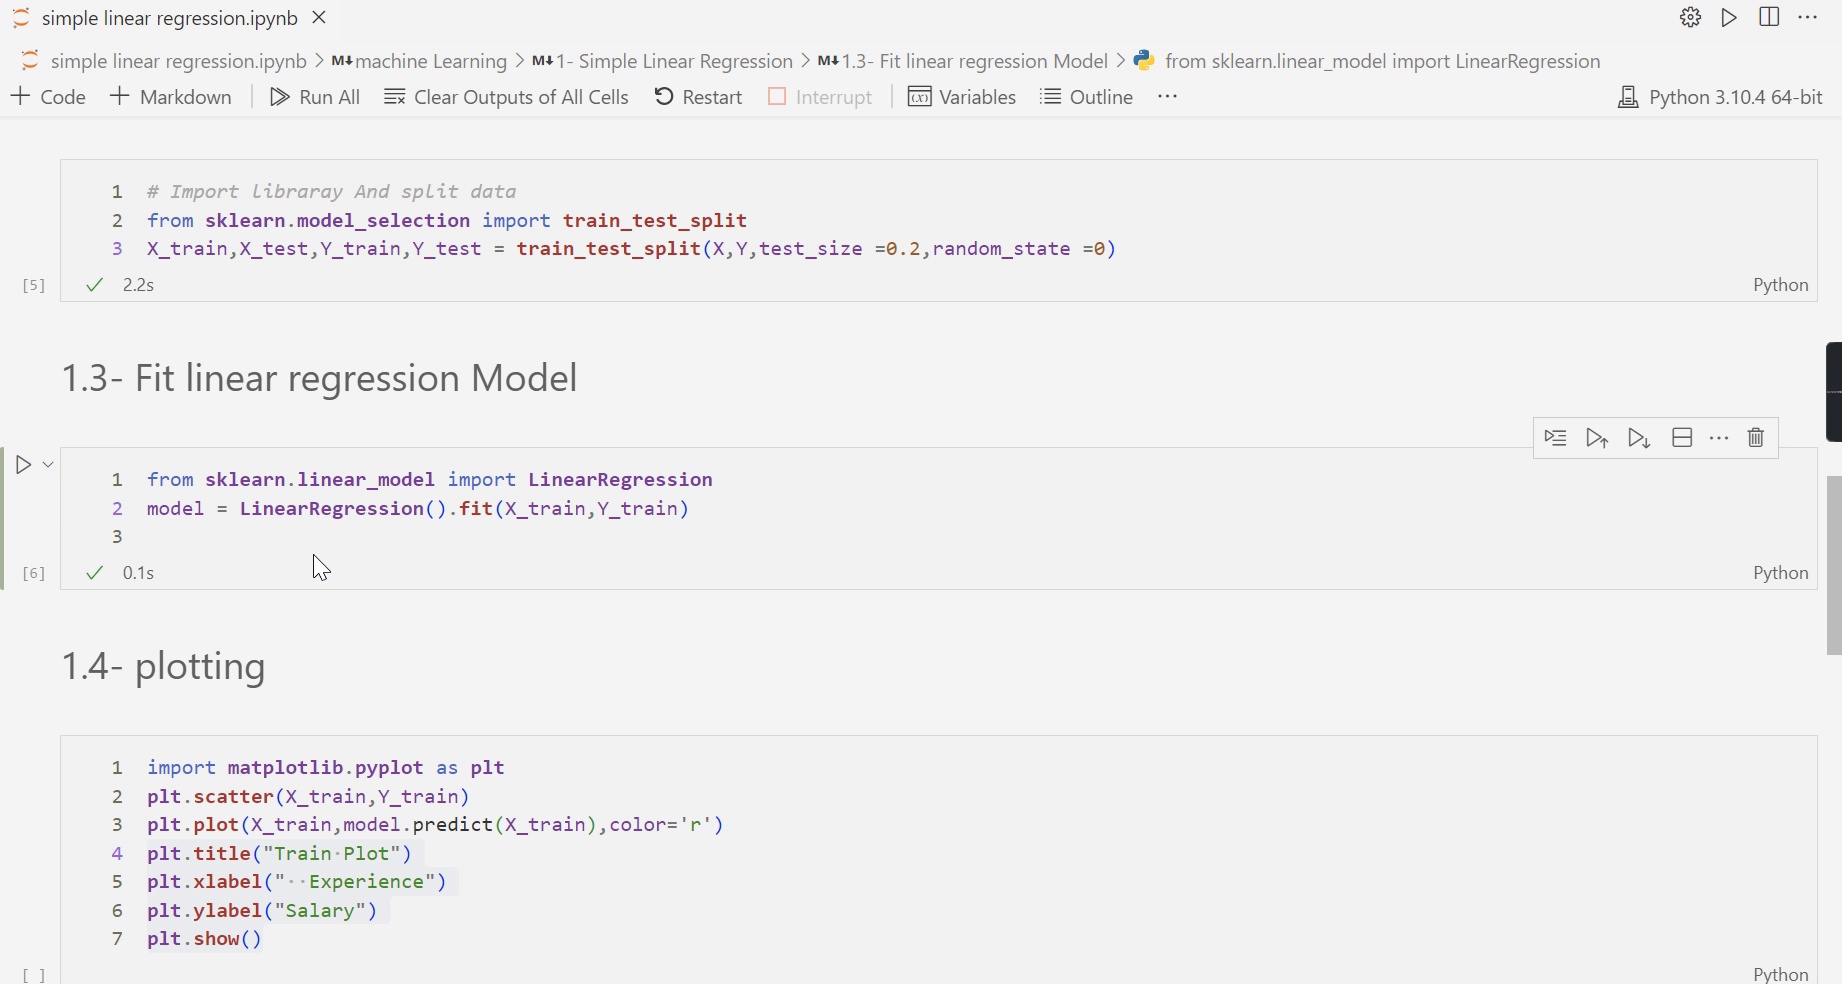 simple linear regression.ipynb
simple linear regression.ipynb > M↓machine Learning > M↓1- Simple Linear Regression > M↓1.3- Fit linear regression Model > from sklearn.linear_model import LinearRegression
+ Code + Markdown Run All Clear Outputs of All Cells Restart Interrupt (x) Variables Outline ... Python 3.10.4 64-bit
1 # Import libraray And split data
2 from sklearn.model_selection import train_test_split
3 X_train,X_test,Y_train,Y_test = train_test_split(X,Y,test_size =0.2,random_state =0)
[5] ✓ 2.2s Python
1.3- Fit linear regression Model
1 from sklearn.linear_model import LinearRegression
2 model = LinearRegression().fit(X_train,Y_train)
3
[6] ✓ 0.1s Python
1.4- plotting
1 import matplotlib.pyplot as plt
2 plt.scatter(X_train,Y_train)
3 plt.plot(X_train,model.predict(X_train),color='r')
4 plt.title("Train·Plot")
5 plt.xlabel("··Experience")
6 plt.ylabel("Salary")
7 plt.show()
[ ] Python